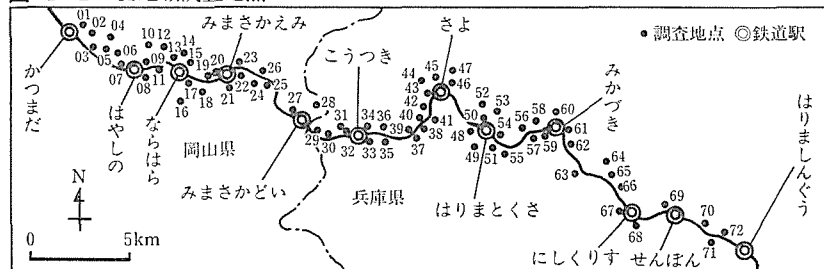 01 02 04
03 05 06
07 08 09 10 11 12 13 14 15
16 17 18 19 20 21 22 23 24 25 26
27 28 29 30 31 32 33 34 35 36
37 38 39 40 41 42 43 44 45 46 47
48 49 50 51 52 53 54 55 56 57 58 59 60
61 62 63 64 65 66 67 68 69 70 71 72
●調査地点 ◎鉄道駅
かつまだ
はやしの
ならはら
みまさかえみ
みまさかどい
こうつき
さよ
はりまとくさ
みかづき
にしくりす
せんぼん
はりましんぐう
岡山県
兵庫県
N
0 5km